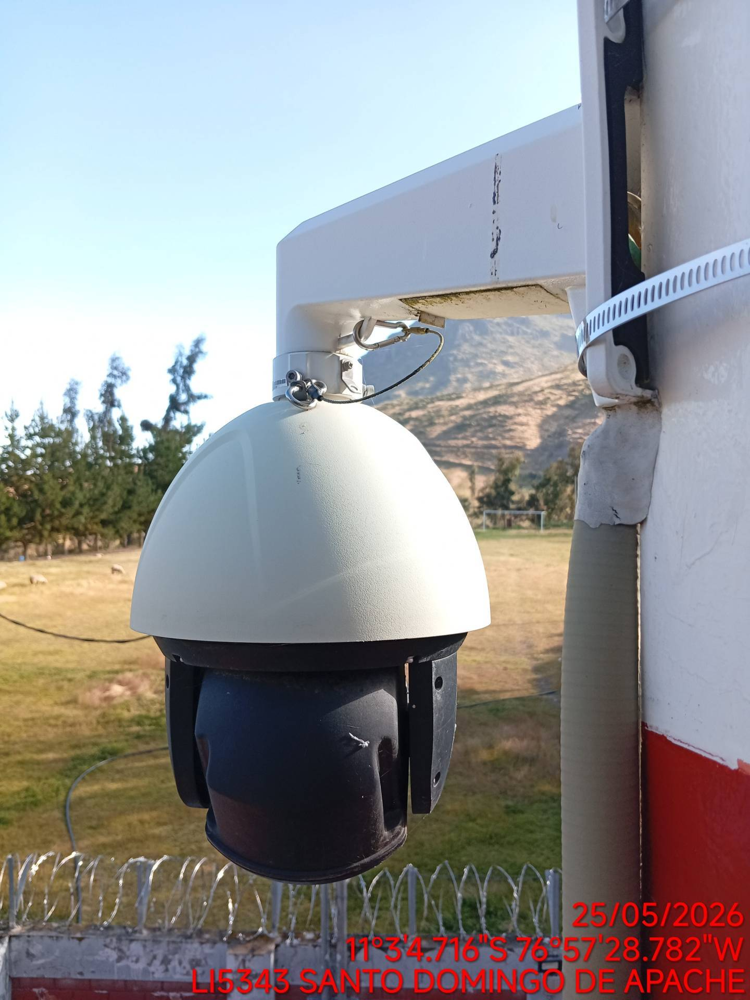 25/05/2026
11°3'4.716"S 76°57'28.782"W
LI5343 SANTO DOMINGO DE APACHE